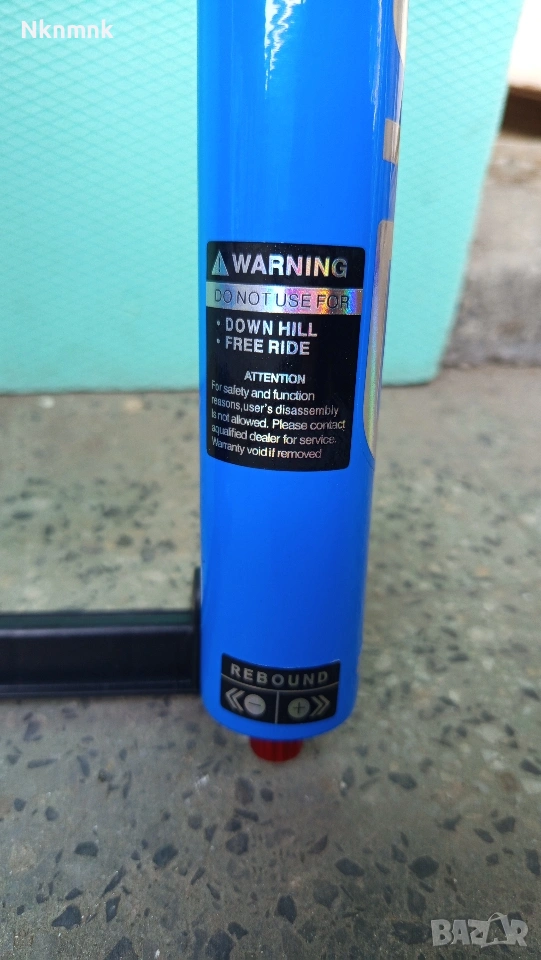 Nknmnk
WARNING
DO NOT USE FOR
· DOWN HILL
· FREE RIDE
ATTENTION
For safety and function
reasons,user's disassembly
is not allowed. Please contact
aqualified dealer for service.
Warranty void if removed
REBOUND
BAZAR